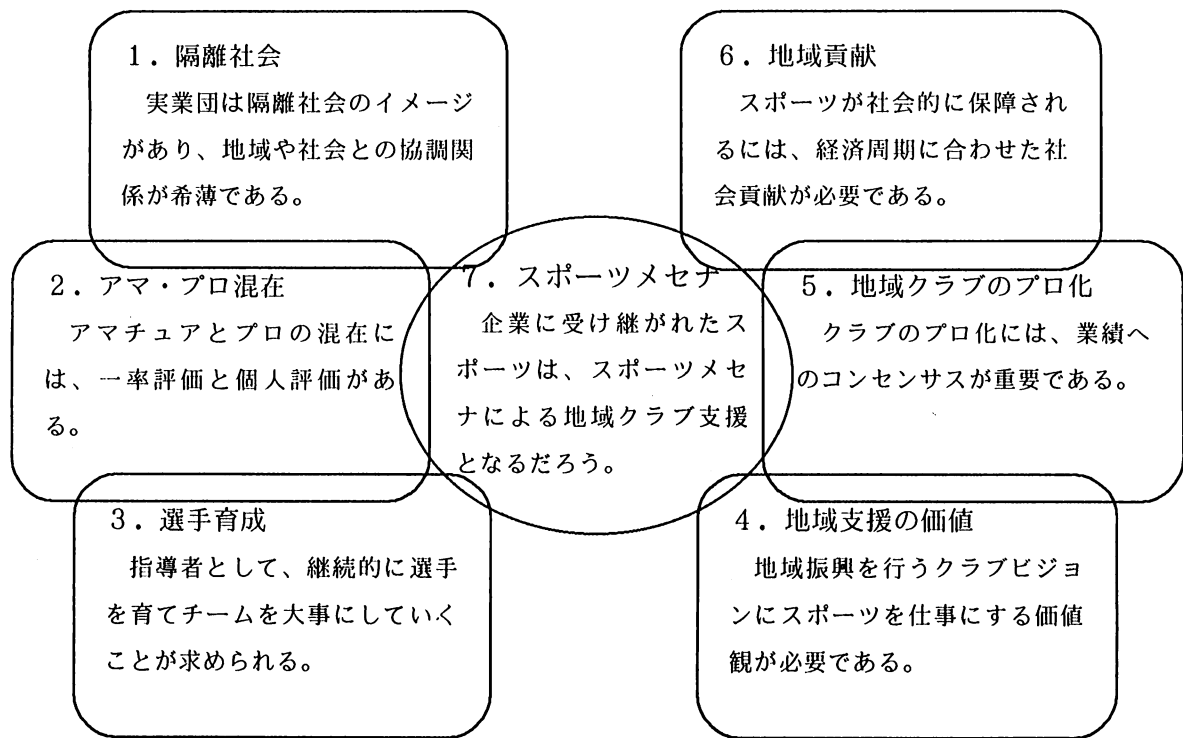 1．隔離社会
実業団は隔離社会のイメージ
があり、地域や社会との協調関
係が希薄である。
2．アマ・プロ混在
アマチュアとプロの混在に
は、一率評価と個人評価があ
る。
3．選手育成
指導者として、継続的に選手
を育てチームを大事にしていく
ことが求められる。
7．スポーツメセナ
企業に受け継がれたス
ポーツは、スポーツメセ
ナによる地域クラブ支援
となるだろう。
6．地域貢献
スポーツが社会的に保障され
るには、経済周期に合わせた社
会貢献が必要である。
5．地域クラブのプロ化
クラブのプロ化には、業績へ
のコンセンサスが重要である。
4．地域支援の価値
地域振興を行うクラブビジョ
ンにスポーツを仕事にする価値
観が必要である。